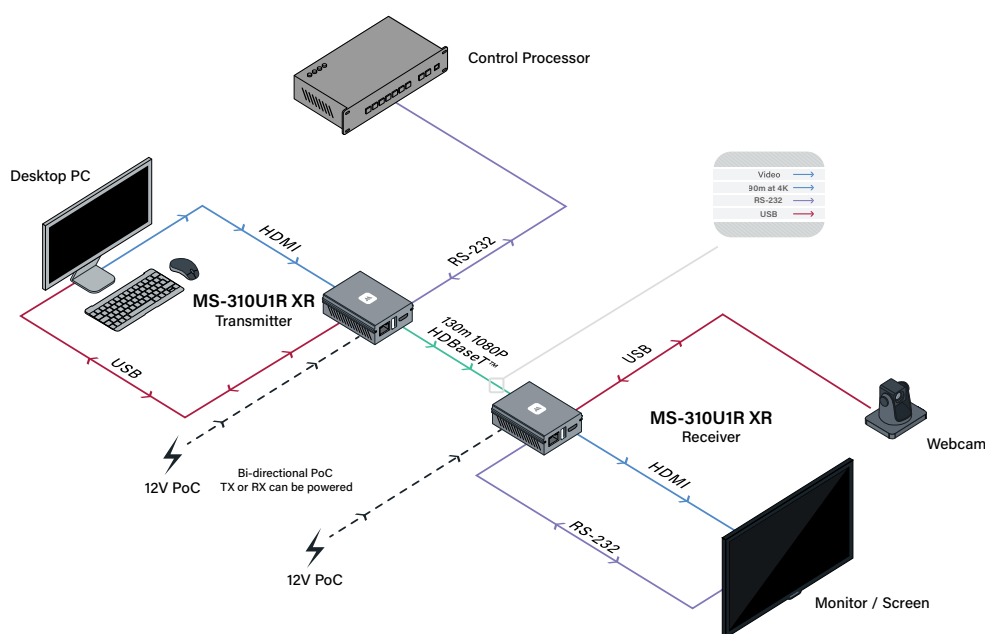 Control Processor
Desktop PC
Video
90m at 4K
RS-232
USB
HDMI
RS-232
MS-310U1R XR
Transmitter
130m 1080P
HDBaseT™
USB
USB
MS-310U1R XR
Receiver
Webcam
Bi-directional PoC
TX or RX can be powered
12V PoC
HDMI
RS-232
12V PoC
Monitor / Screen